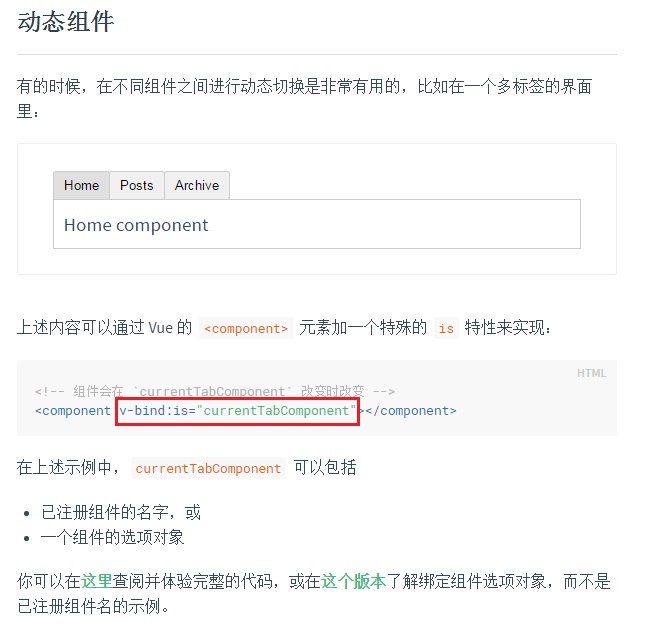 动态组件
有的时候，在不同组件之间进行动态切换是非常有用的，比如在一个多标签的界面
里：
Home Posts Archive
Home component
上述内容可以通过 Vue 的 <component> 元素加一个特殊的 is 特性来实现：
HTML
<!-- 组件会在 `currentTabComponent` 改变时改变 -->
<component v-bind:is="currentTabComponent"></component>
在上述示例中，currentTabComponent 可以包括
• 已注册组件的名字，或
• 一个组件的选项对象
你可以在这里查阅并体验完整的代码，或在这个版本了解绑定组件选项对象，而不是
已注册组件名的示例。